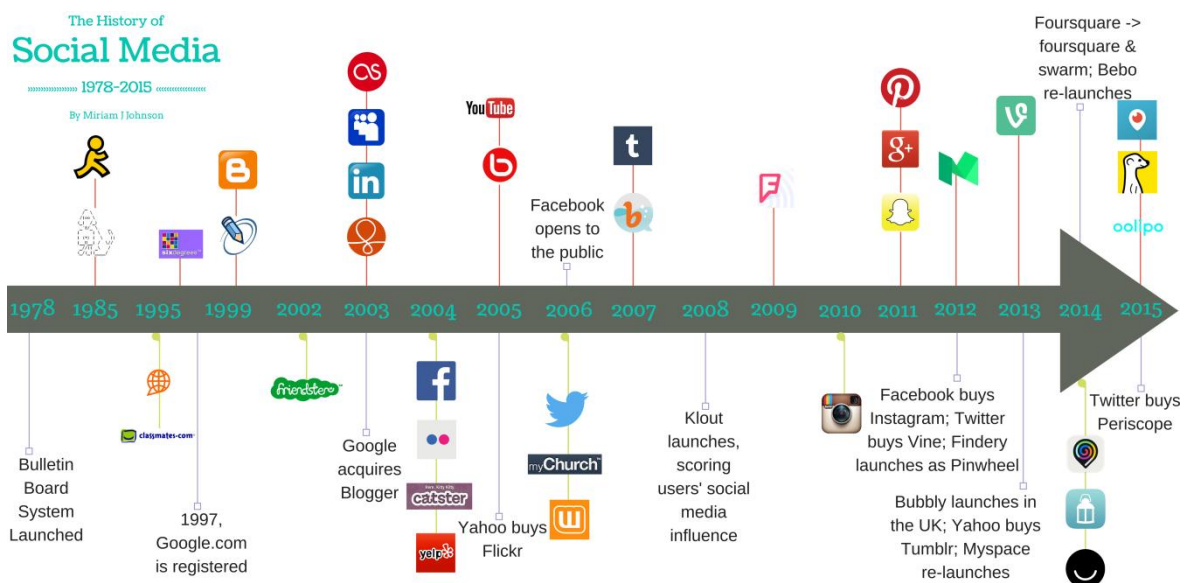 The History of
Social Media
1978-2015
By Miriam J Johnson
Foursquare ->
foursquare &
swarm; Bebo
re-launches
YouTube
in
t
g+
Facebook
opens to
the public
oolipo
1978 1985 1995 1999 2002 2003 2004 2005 2006 2007 2008 2009 2010 2011 2012 2013 2014 2015
Bulletin
Board
System
Launched
classmates.com
1997,
Google.com
is registered
friendster
Google
acquires
Blogger
f
catster
yelp
Yahoo buys
Flickr
myChurch
Klout
launches,
scoring
users' social
media
influence
Facebook buys
Instagram; Twitter
buys Vine; Findery
launches as Pinwheel
Bubbly launches in
the UK; Yahoo buys
Tumblr; Myspace
re-launches
Twitter buys
Periscope